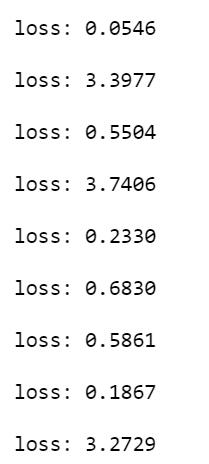 loss: 0.0546
loss: 3.3977
loss: 0.5504
loss: 3.7406
loss: 0.2330
loss: 0.6830
loss: 0.5861
loss: 0.1867
loss: 3.2729